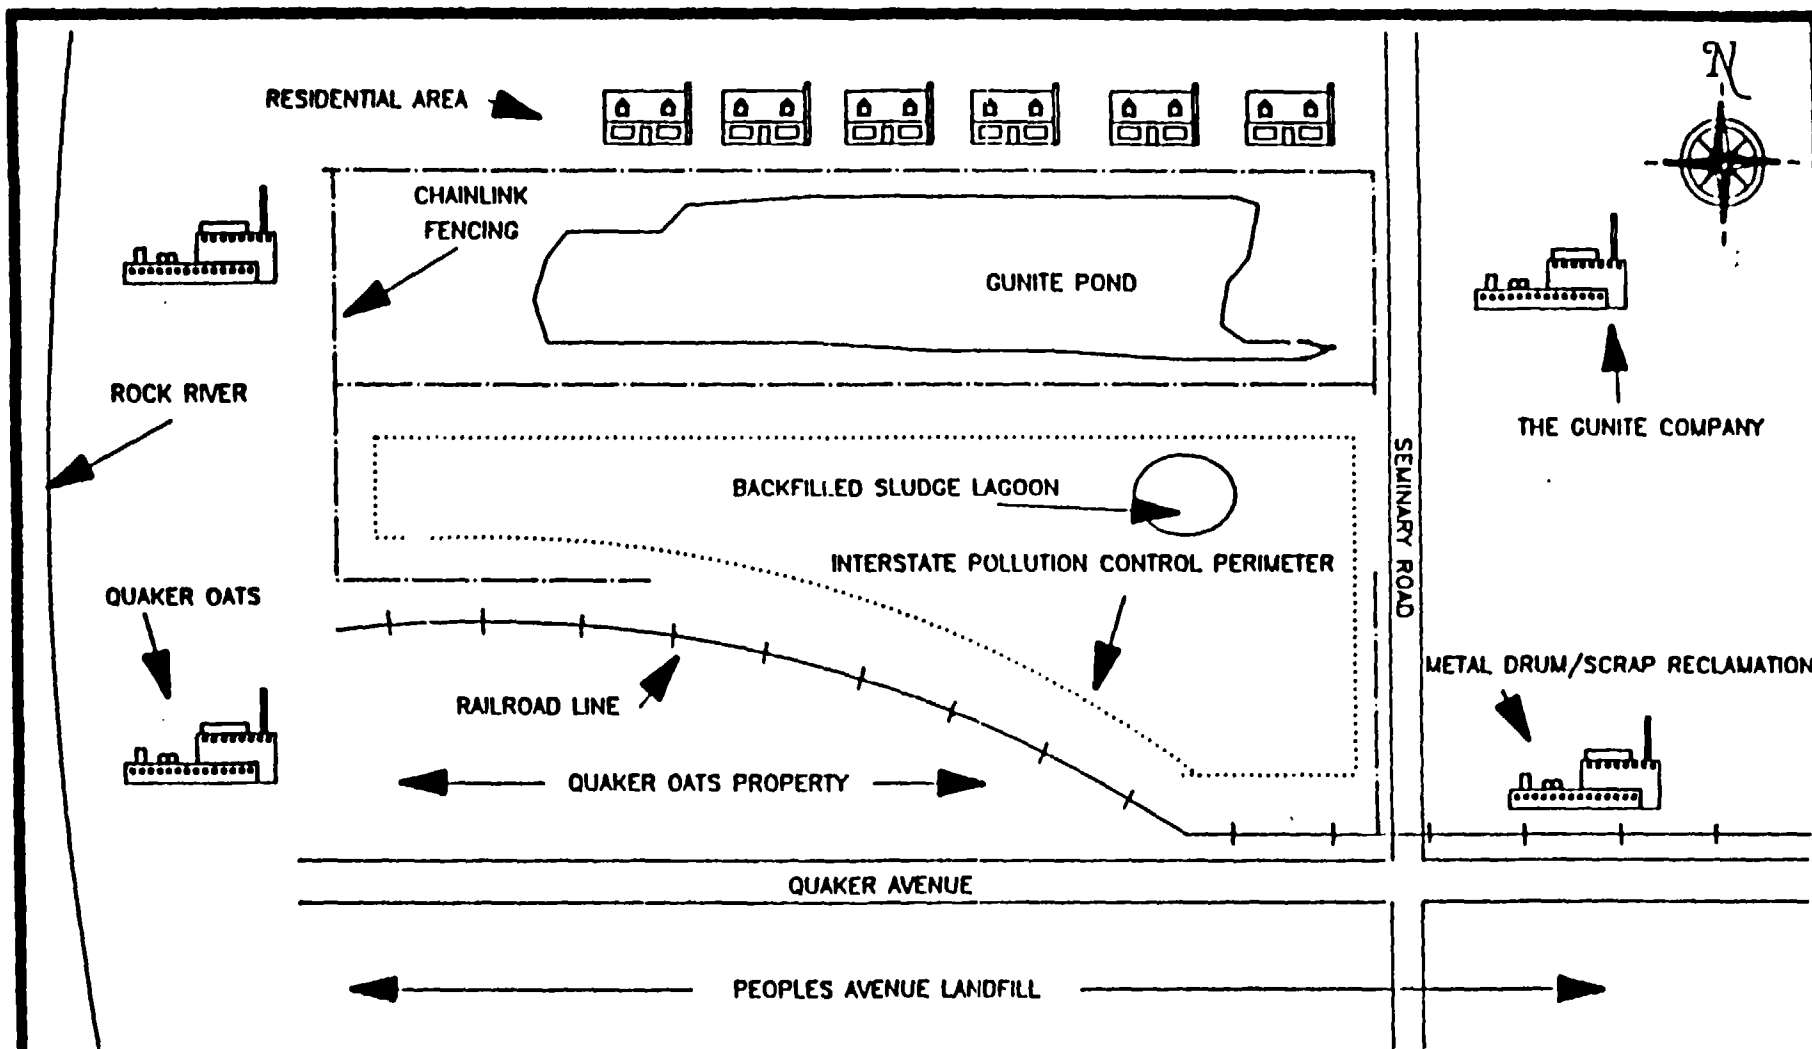 N
RESIDENTIAL AREA
CHAINLINK
FENCING
GUNITE POND
ROCK RIVER
THE GUNITE COMPANY
BACKFILLED SLUDGE LAGOON
SEMINARY ROAD
INTERSTATE POLLUTION CONTROL PERIMETER
QUAKER OATS
METAL DRUM/SCRAP RECLAMATION
RAILROAD LINE
QUAKER OATS PROPERTY
QUAKER AVENUE
PEOPLES AVENUE LANDFILL